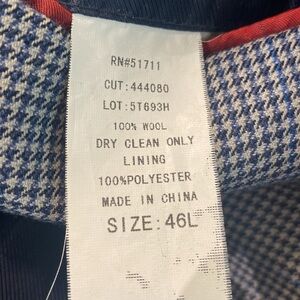 RN#51711
CUT:444080
LOT:5T693H
100% WOOL
DRY CLEAN ONLY
LINING
100%POLYESTER
MADE IN CHINA
SIZE:46L